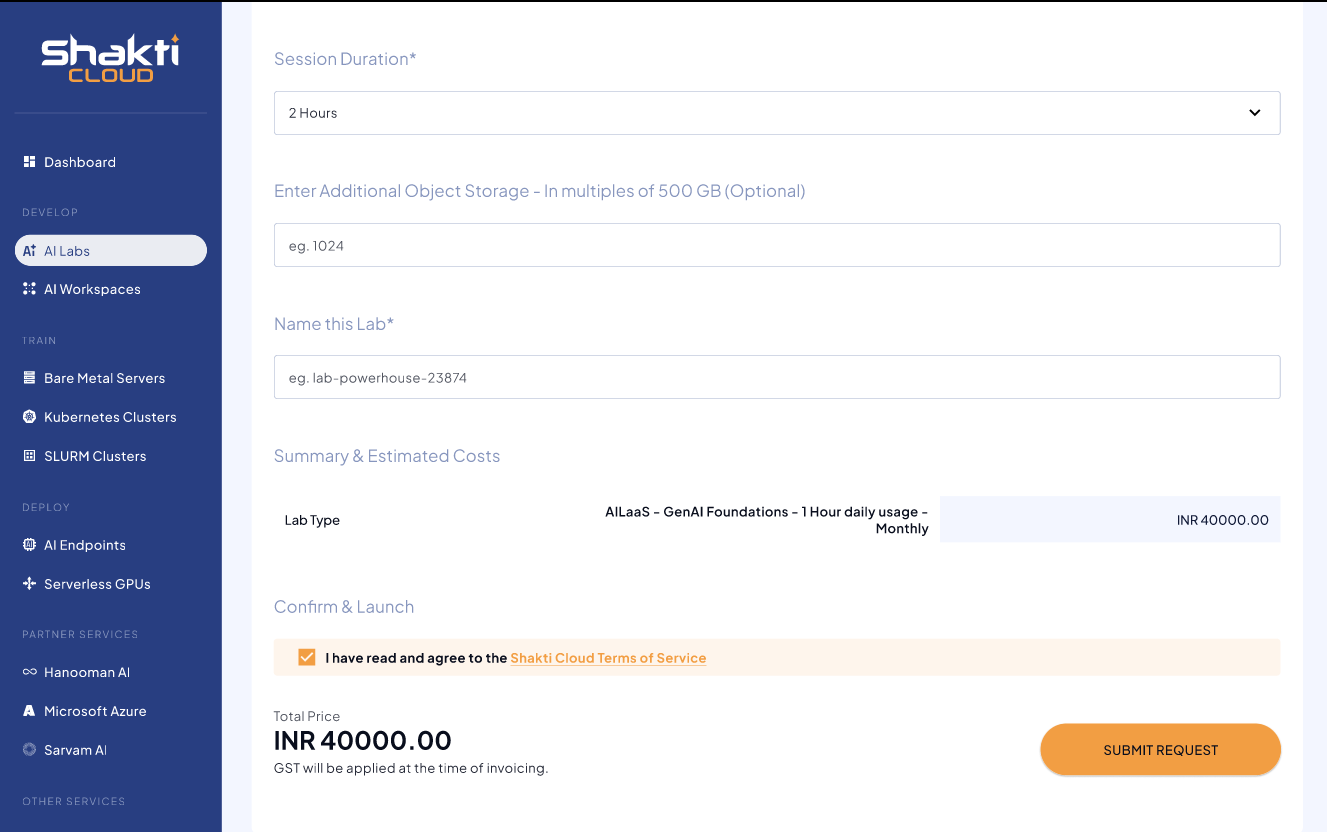 Shakti
CLOUD
Dashboard
DEVELOP
AI Labs
AI Workspaces
TRAIN
Bare Metal Servers
Kubernetes Clusters
SLURM Clusters
DEPLOY
AI Endpoints
Serverless GPUs
PARTNER SERVICES
Hanooman AI
Microsoft Azure
Sarvam AI
OTHER SERVICES
Session Duration*
2 Hours
Enter Additional Object Storage - In multiples of 500 GB (Optional)
eg. 1024
Name this Lab*
eg. lab-powerhouse-23874
Summary & Estimated Costs
Lab Type
AILaaS - GenAI Foundations - 1 Hour daily usage -
Monthly
INR 40000.00
Confirm & Launch
I have read and agree to the Shakti Cloud Terms of Service
Total Price
INR 40000.00
GST will be applied at the time of invoicing.
SUBMIT REQUEST